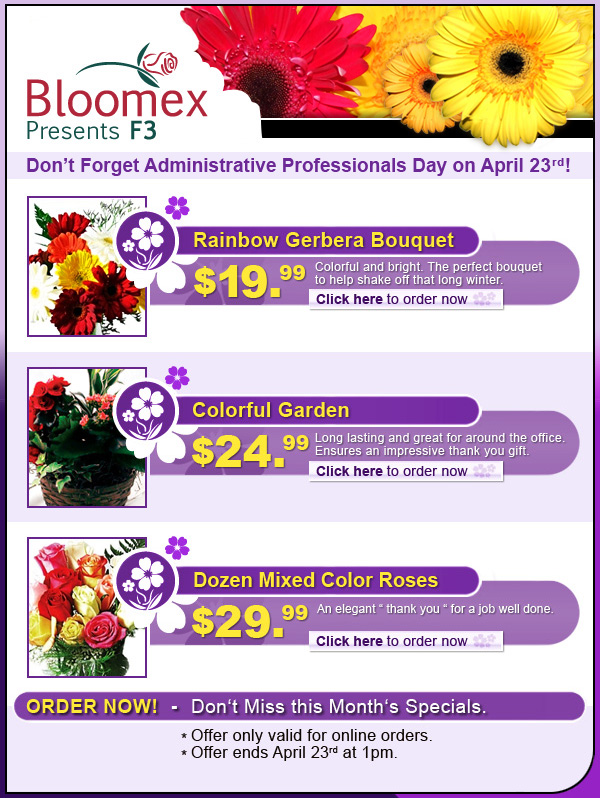 Bloomex
Presents F3
Don't Forget Administrative Professionals Day on April 23rd!
Rainbow Gerbera Bouquet
$19.99
Colorful and bright. The perfect bouquet
to help shake off that long winter.
Click here to order now
Colorful Garden
$24.99
Long lasting and great for around the office.
Ensures an impressive thank you gift.
Click here to order now
Dozen Mixed Color Roses
$29.99
An elegant “ thank you “ for a job well done.
Click here to order now
ORDER NOW! - Don‘t Miss this Month‘s Specials.
* Offer only valid for online orders.
* Offer ends April 23rd at 1pm.